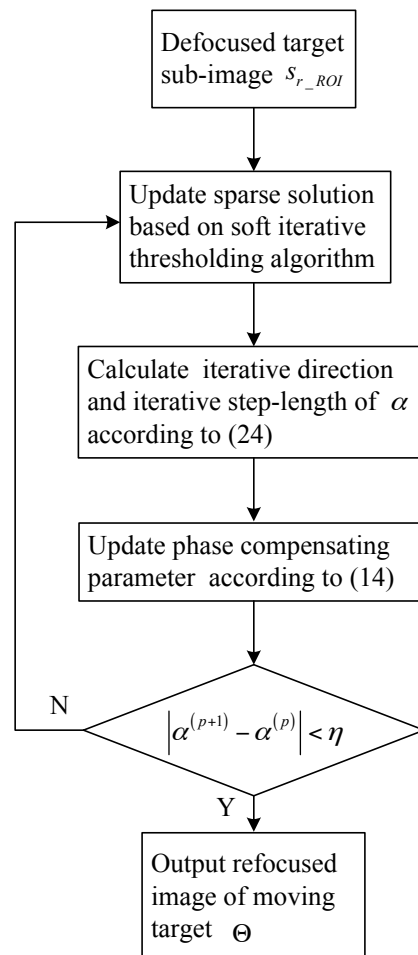 Defocused target
sub-image s_{r_ROI}
Update sparse solution
based on soft iterative
thresholding algorithm
Calculate iterative direction
and iterative step-length of α
according to (24)
Update phase compensating
parameter according to (14)
N
|α^{(p+1)} − α^{(p)}| < η
Y
Output refocused
image of moving
target Θ